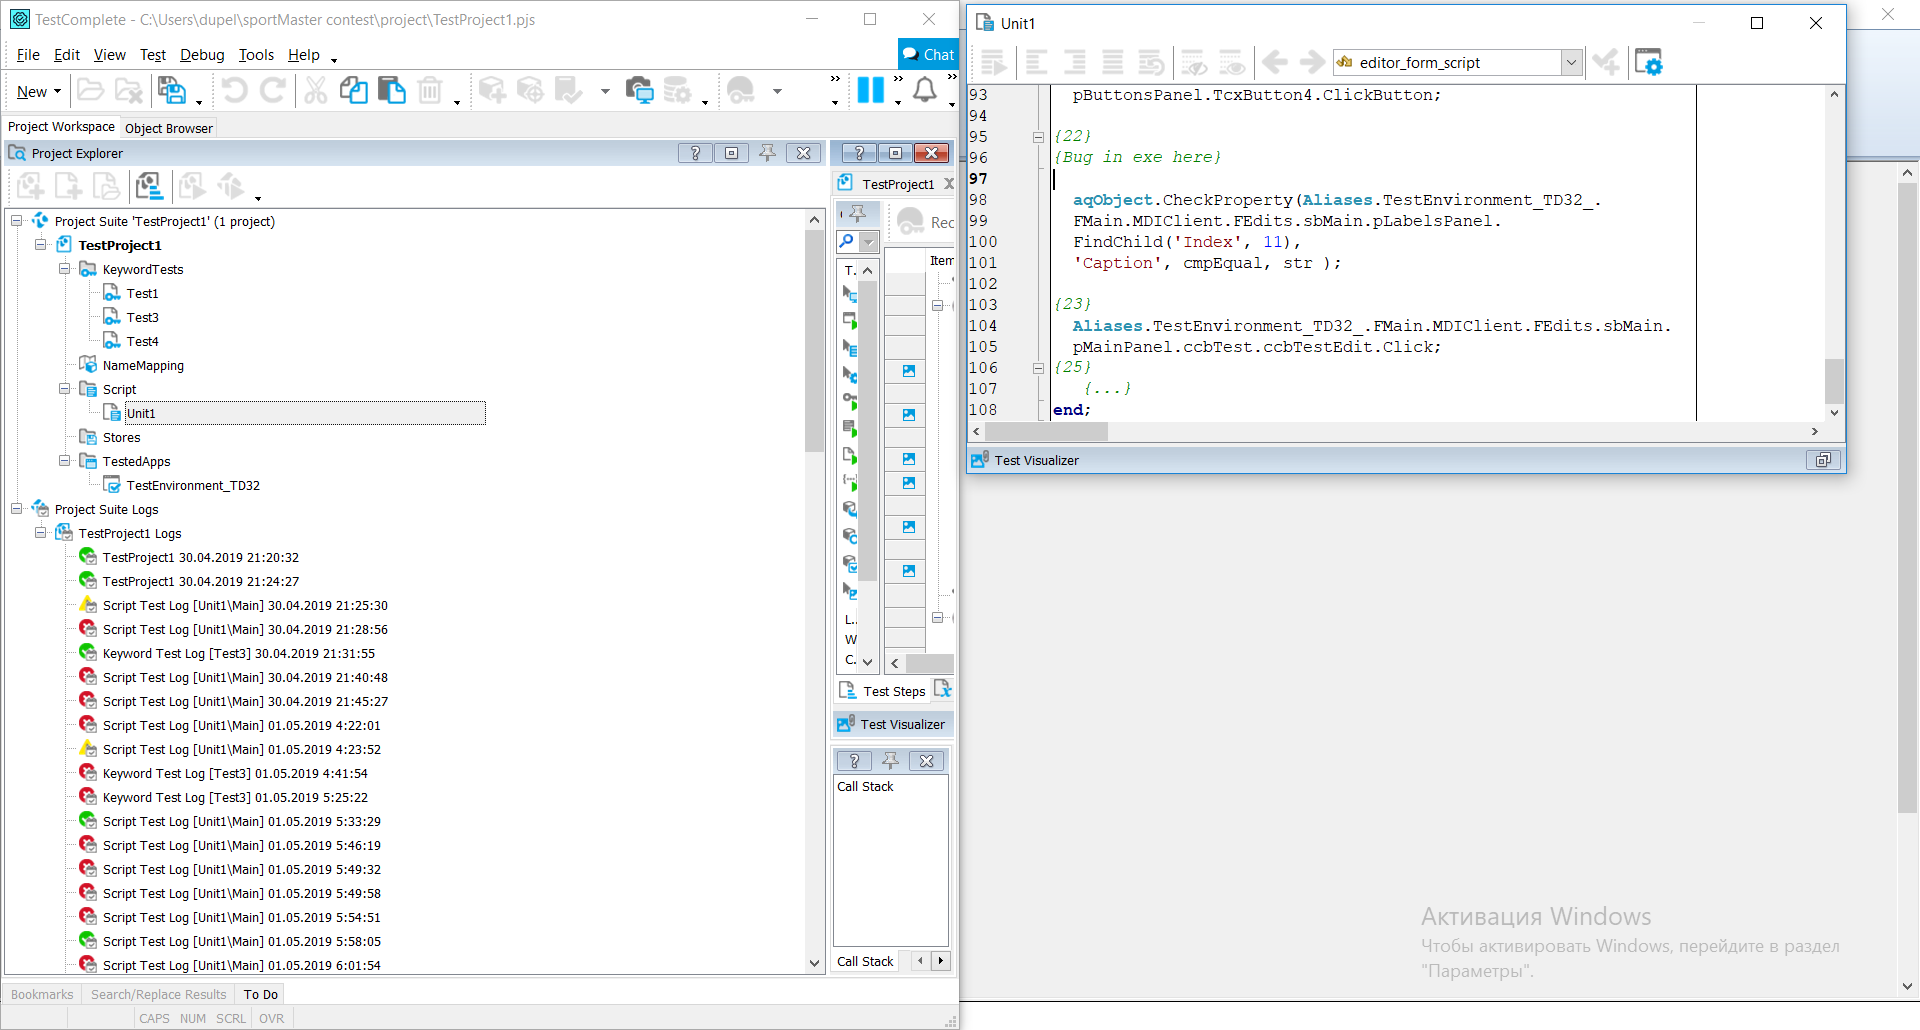 TestComplete - C:\Users\dupel\sportMaster contest\project\TestProject1.pjs
File Edit View Test Debug Tools Help
Chat
New
Project Workspace Object Browser
Project Explorer
Project Suite 'TestProject1' (1 project)
TestProject1
KeywordTests
Test1
Test3
Test4
NameMapping
Script
Unit1
Stores
TestedApps
TestEnvironment_TD32
Project Suite Logs
TestProject1 Logs
TestProject1 30.04.2019 21:20:32
TestProject1 30.04.2019 21:24:27
Script Test Log [Unit1\Main] 30.04.2019 21:25:30
Script Test Log [Unit1\Main] 30.04.2019 21:28:56
Keyword Test Log [Test3] 30.04.2019 21:31:55
Script Test Log [Unit1\Main] 30.04.2019 21:40:48
Script Test Log [Unit1\Main] 30.04.2019 21:45:27
Script Test Log [Unit1\Main] 01.05.2019 4:22:01
Script Test Log [Unit1\Main] 01.05.2019 4:23:52
Keyword Test Log [Test3] 01.05.2019 4:41:54
Keyword Test Log [Test3] 01.05.2019 5:25:22
Script Test Log [Unit1\Main] 01.05.2019 5:33:29
Script Test Log [Unit1\Main] 01.05.2019 5:46:19
Script Test Log [Unit1\Main] 01.05.2019 5:49:32
Script Test Log [Unit1\Main] 01.05.2019 5:49:58
Script Test Log [Unit1\Main] 01.05.2019 5:54:51
Script Test Log [Unit1\Main] 01.05.2019 5:58:05
Script Test Log [Unit1\Main] 01.05.2019 6:01:54
Bookmarks Search/Replace Results To Do
CAPS NUM SCRL OVR
TestProject1
Rec
Item
T.
L..
W
C.
Test Steps
Test Visualizer
Call Stack
Call Stack
Unit1
editor_form_script
93 pButtonsPanel.TcxButton4.ClickButton;
94
95 {22}
96 {Bug in exe here}
97
98 aqObject.CheckProperty(Aliases.TestEnvironment_TD32_.
99 FMain.MDIClient.FEdits.sbMain.pLabelsPanel.
100 FindChild('Index', 11),
101 'Caption', cmpEqual, str );
102
103 {23}
104 Aliases.TestEnvironment_TD32_.FMain.MDIClient.FEdits.sbMain.
105 pMainPanel.ccbTest.ccbTestEdit.Click;
106 {25}
107 {...}
108 end;
Test Visualizer
Активация Windows
Чтобы активировать Windows, перейдите в раздел
"Параметры".